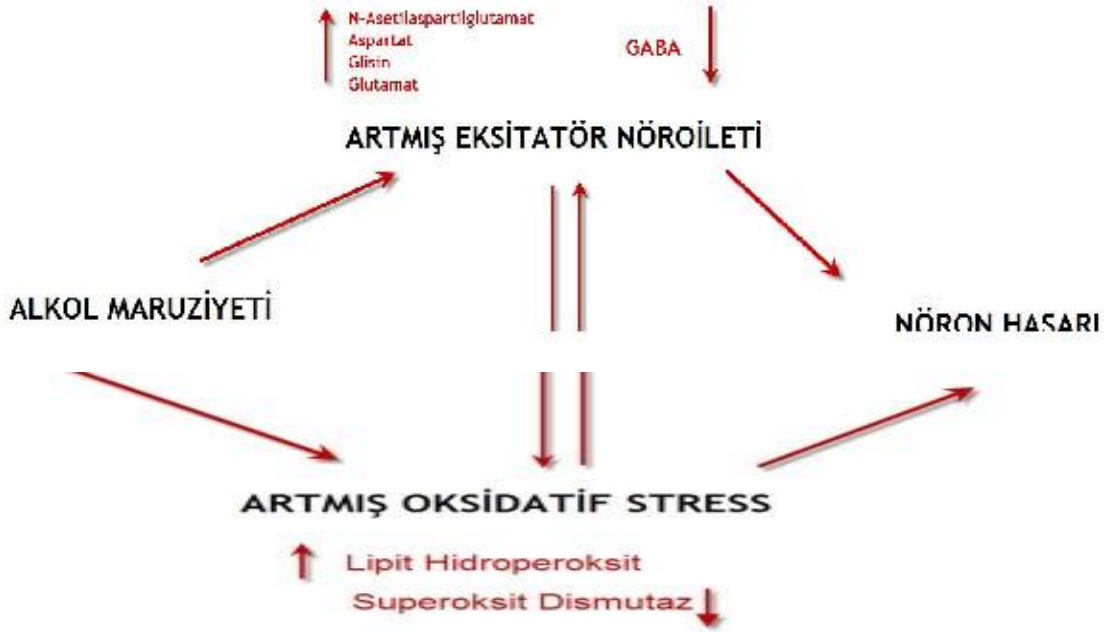 N-Asetilaspartilglutamat
Aspartat
Glisin
Glutamat
GABA
ARTMIŞ EKSİTATÖR NÖROİLETİ
ALKOL MARUZİYETİ
NÖRON HASARI
ARTMIŞ OKSİDATİF STRESS
Lipit Hidroperoksit
Superoksit Dismutaz